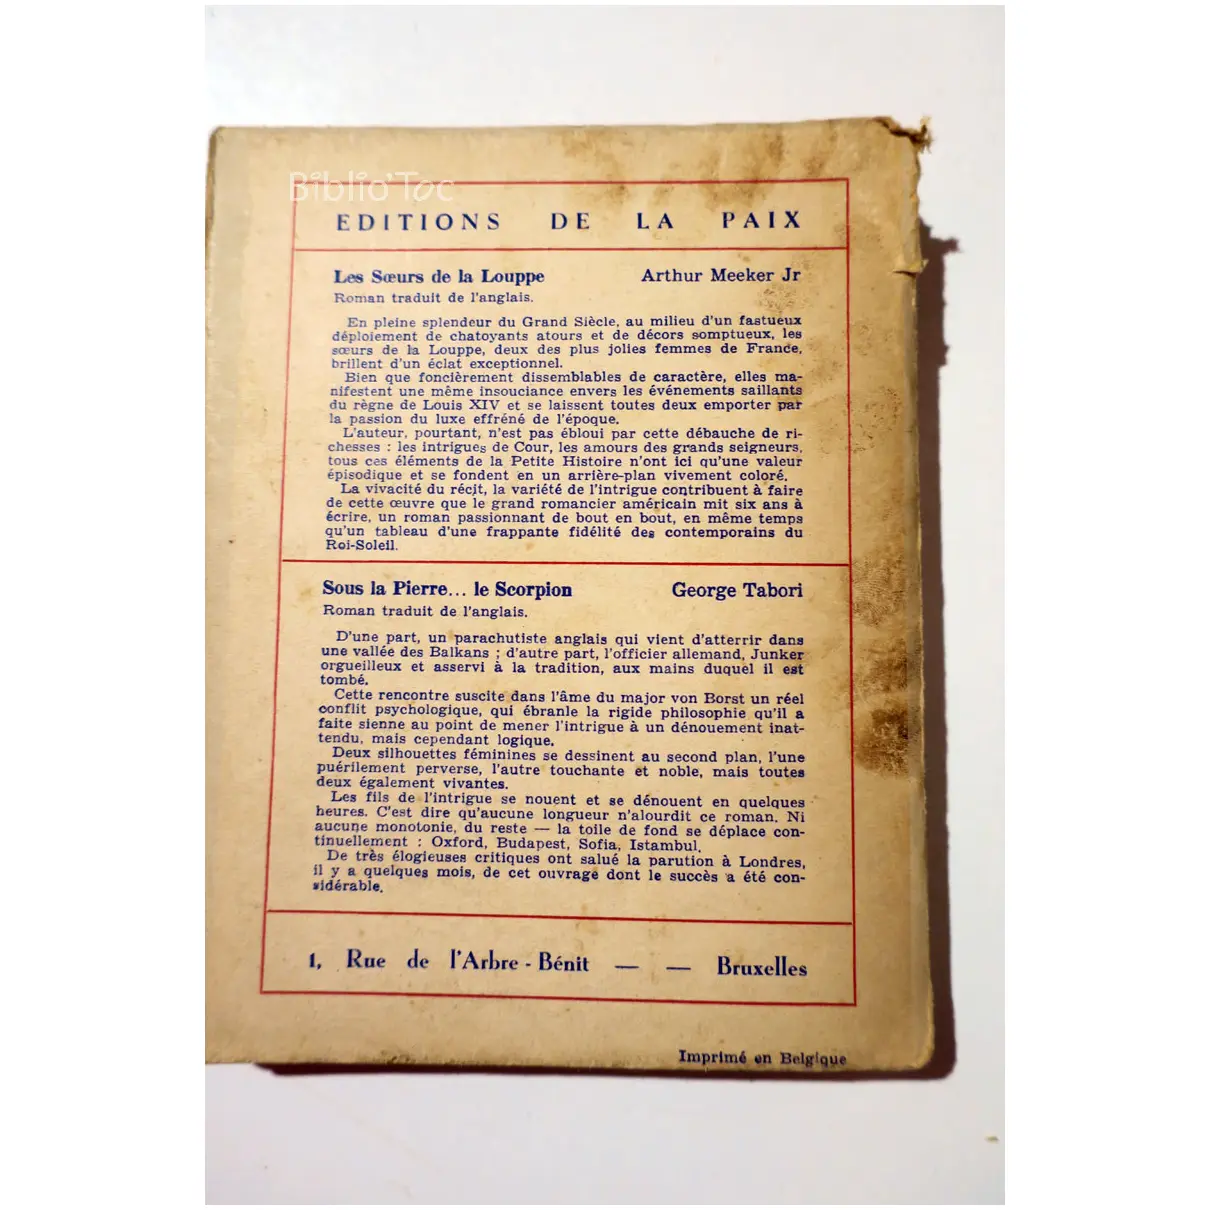 Biblio'Toc
EDITIONS DE LA PAIX
Les Sœurs de la Louppe Arthur Meeker Jr
Roman traduit de l'anglais.
En pleine splendeur du Grand Siècle, au milieu d'un fastueux
déploiement de chatoyants atours et de décors somptueux, les
sœurs de la Louppe, deux des plus jolies femmes de France,
brillent d'un éclat exceptionnel.
Bien que foncièrement dissemblables de caractère, elles ma-
nifestent une même insouciance envers les événements saillants
du règne de Louis XIV et se laissent toutes deux emporter par
la passion du luxe effréné de l'époque.
L'auteur, pourtant, n'est pas ébloui par cette débauche de ri-
chesses : les intrigues de Cour, les amours des grands seigneurs,
tous ces éléments de la Petite Histoire n'ont ici qu'une valeur
épisodique et se fondent en un arrière-plan vivement coloré.
La vivacité du récit, la variété de l'intrigue contribuent à faire
de cette œuvre que le grand romancier américain mit six ans à
écrire, un roman passionnant de bout en bout, en même temps
qu'un tableau d'une frappante fidélité des contemporains du
Roi-Soleil.
Sous la Pierre... le Scorpion George Tabori
Roman traduit de l'anglais.
D'une part, un parachutiste anglais qui vient d'atterrir dans
une vallée des Balkans ; d'autre part, l'officier allemand, Junker
orgueilleux et asservi à la tradition, aux mains duquel il est
tombé.
Cette rencontre suscite dans l'âme du major von Borst un réel
conflit psychologique, qui ébranle la rigide philosophie qu'il a
faite sienne au point de mener l'intrigue à un dénouement inat-
tendu, mais cependant logique.
Deux silhouettes féminines se dessinent au second plan, l'une
puérilement perverse, l'autre touchante et noble, mais toutes
deux également vivantes.
Les fils de l'intrigue se nouent et se dénouent en quelques
heures. C'est dire qu'aucune longueur n'alourdit ce roman. Ni
aucune monotonie, du reste — la toile de fond se déplace con-
tinuellement : Oxford, Budapest, Sofia, Istambul.
De très élogieuses critiques ont salué la parution à Londres,
il y a quelques mois, de cet ouvrage dont le succès a été con-
sidérable.
1, Rue de l'Arbre - Bénit — — Bruxelles
Imprimé en Belgique